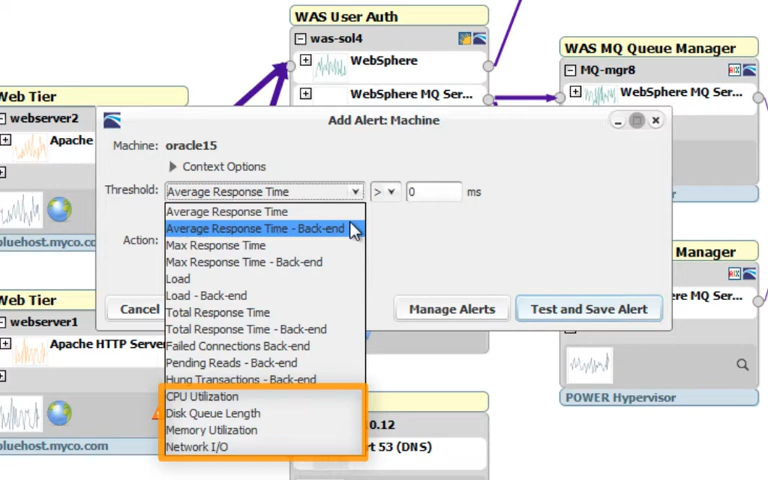 WAS User Auth
was-sol4
WebSphere
WebSphere MQ Ser...
WAS MQ Queue Manager
MQ-mgr8
WebSphere MQ Ser...
Web Tier
webserver2
Apache
bluehost.myco.co
Add Alert: Machine
Machine: oracle15
Context Options
Threshold: Average Response Time > 0 ms
Average Response Time
Average Response Time - Back-end
Max Response Time
Max Response Time - Back-end
Load
Load - Back-end
Total Response Time
Total Response Time - Back-end
Failed Connections Back-end
Pending Reads - Back-end
Hung Transactions - Back-end
CPU Utilization
Disk Queue Length
Memory Utilization
Network I/O
Action:
Cancel
Manage Alerts
Test and Save Alert
Manager
MQ Ser...
POWER Hypervisor
Web Tier
webserver1
Apache HTTP Server
bluehost.myco.com
0.12
rt 53 (DNS)